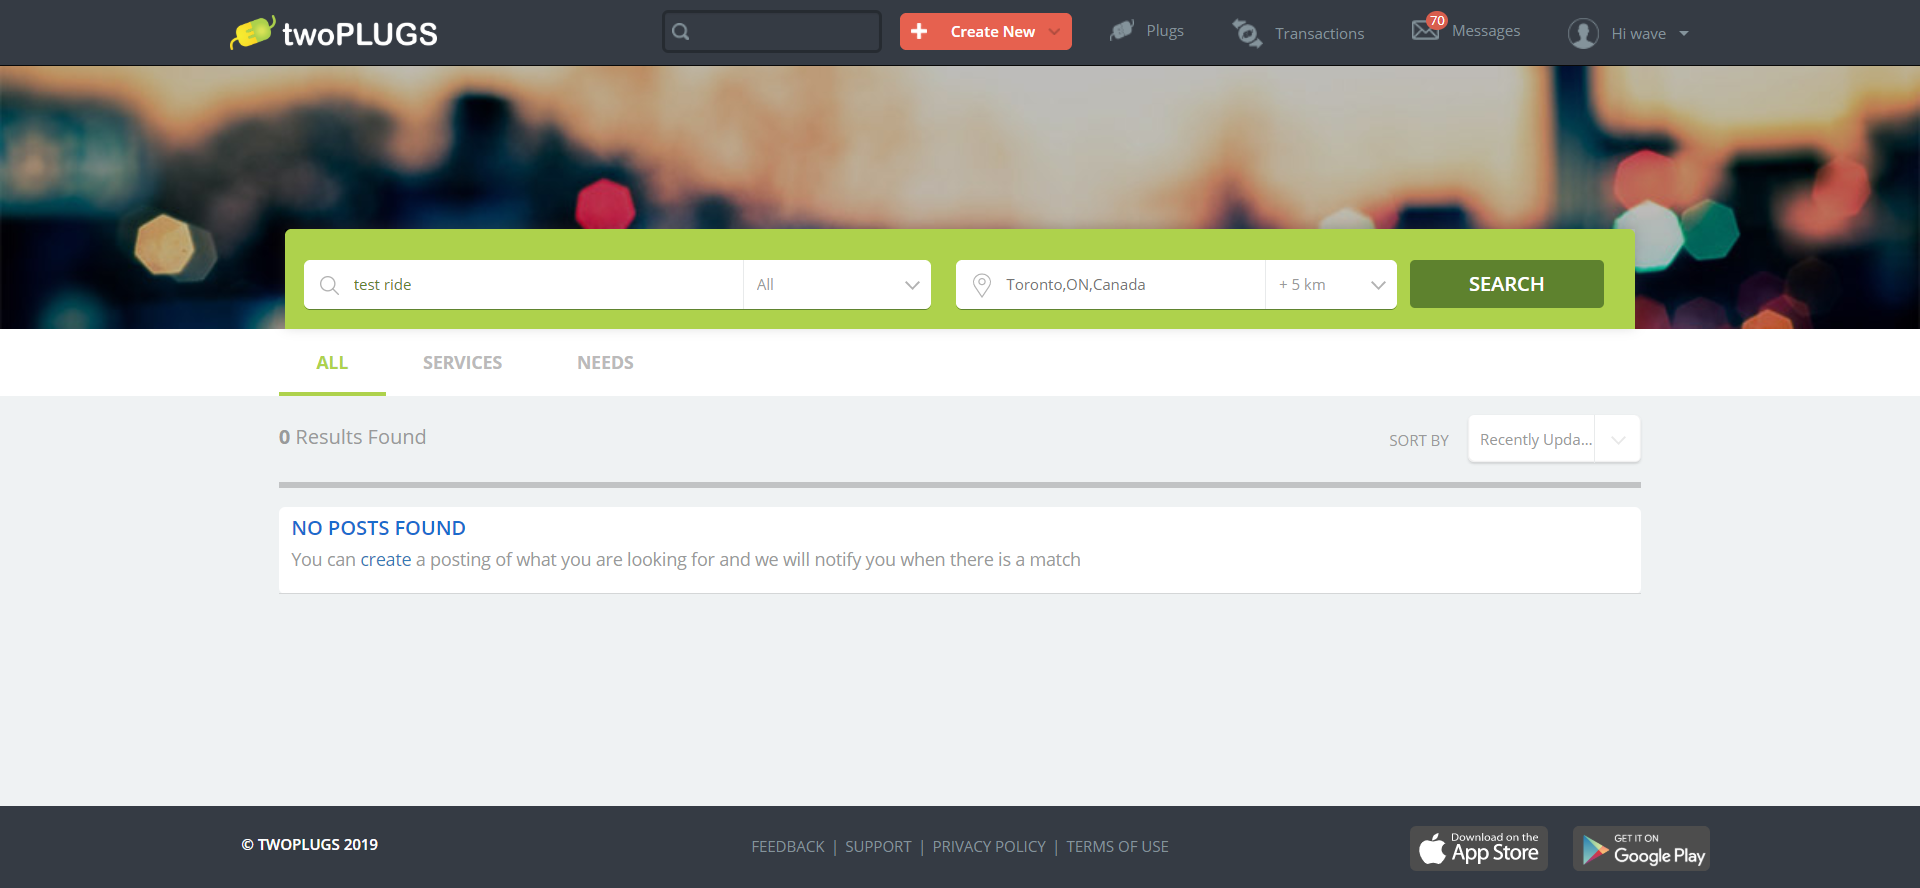 twoPLUGS
Create New
Plugs
Transactions
70
Messages
Hi wave
test ride
All
Toronto,ON,Canada
+ 5 km
SEARCH
ALL
SERVICES
NEEDS
0 Results Found
SORT BY
Recently Upda...
NO POSTS FOUND
You can create a posting of what you are looking for and we will notify you when there is a match
© TWOPLUGS 2019
FEEDBACK | SUPPORT | PRIVACY POLICY | TERMS OF USE
Download on the
App Store
GET IT ON
Google Play